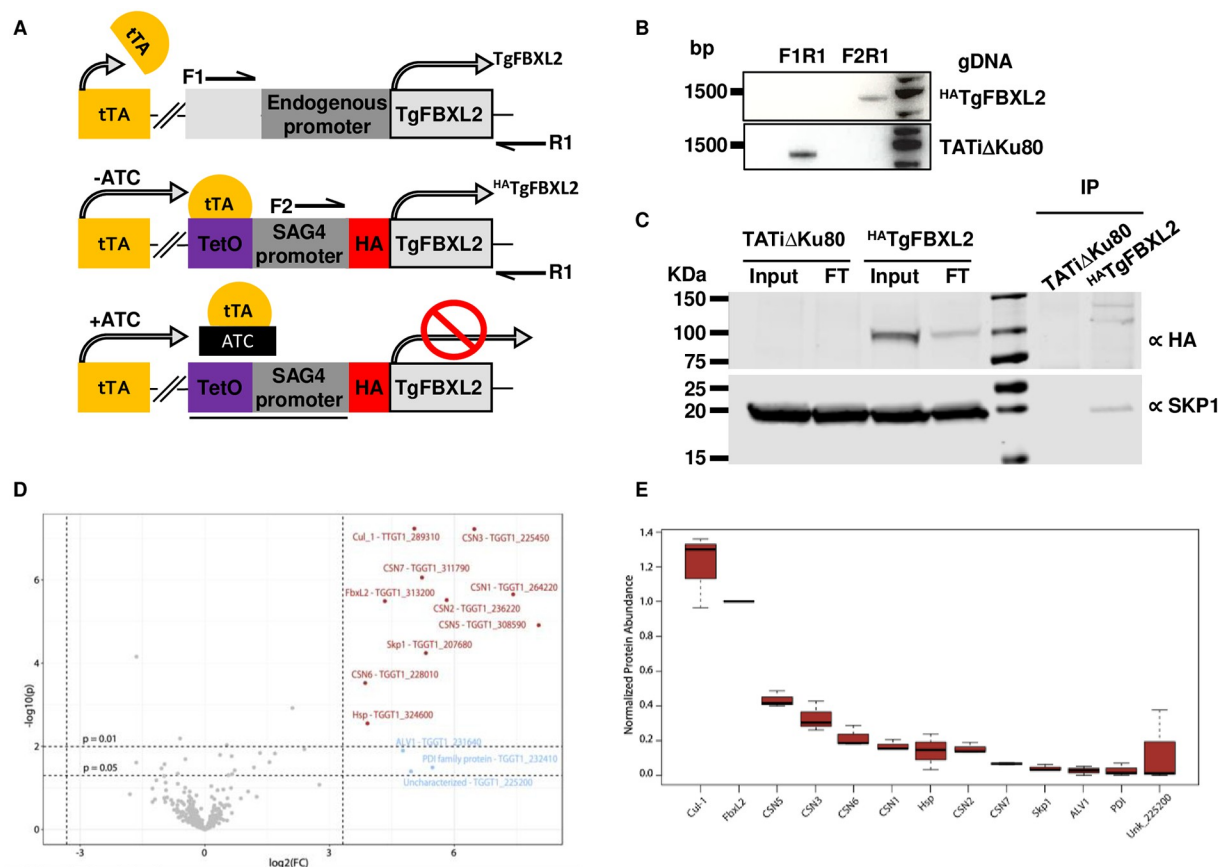 A
tTA
F1
TgFBXL2
tTA
Endogenous
promoter
TgFBXL2
R1
-ATC
tTA
F2
HATgFBXL2
tTA
TetO
SAG4
promoter
HA
TgFBXL2
R1
+ATC
tTA
ATC
tTA
TetO
SAG4
promoter
HA
TgFBXL2
B
bp
F1R1
F2R1
gDNA
1500
HATgFBXL2
1500
TATi∆Ku80
C
IP
TATi∆Ku80
HATgFBXL2
TATi∆Ku80
HATgFBXL2
KDa
Input
FT
Input
FT
150
100
75
∝ HA
25
20
15
∝ SKP1
D
Cul_1 - TTGT1_289310
CSN3 - TGGT1_225450
CSN7 - TGGT1_311790
CSN1 - TGGT1_264220
FbxL2 - TGGT1_313200
CSN2 - TGGT1_236220
CSN5 - TGGT1_308590
Skp1 - TGGT1_207680
CSN6 - TGGT1_228010
Hsp - TGGT1_324600
ALV1 - TGGT1_231640
PDI family protein - TGGT1_232410
Uncharacterized - TGGT1_225200
p = 0.01
p = 0.05
-log10(p)
6
4
2
0
-3
0
3
6
log2(FC)
E
Normalized Protein Abundance
1.4
1.2
1.0
0.8
0.6
0.4
0.2
0.0
Cul-1
FbxL2
CSN5
CSN3
CSN6
CSN1
Hsp
CSN2
CSN7
Skp1
ALV1
PDI
Unk_225200